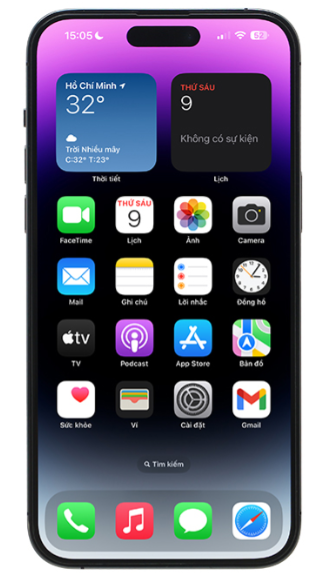 15:05
52
Hồ Chí Minh
32°
Trời Nhiều mây
C:32° T:23°
Thời tiết
THỨ SÁU
9
Không có sự kiện
Lịch
FaceTime
THỨ SÁU
9
Lịch
Ảnh
Camera
Mail
Ghi chú
Lời nhắc
Đồng hồ
tv
TV
Podcast
App Store
Bản đồ
Sức khỏe
Ví
Cài đặt
Gmail
Tìm kiếm